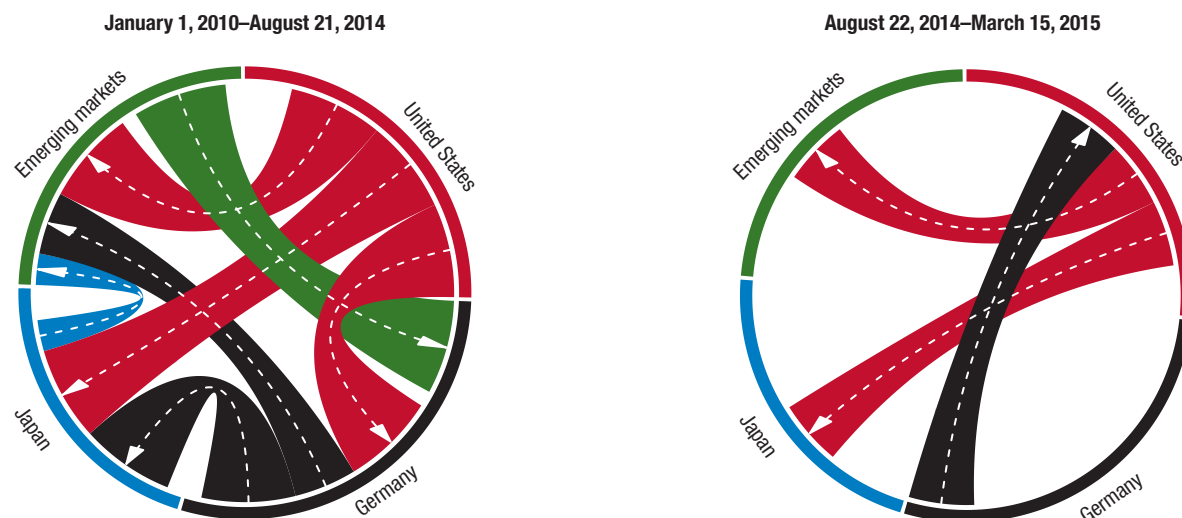 January 1, 2010–August 21, 2014
Emerging markets
United States
Japan
Germany
August 22, 2014–March 15, 2015
Emerging markets
United States
Japan
Germany